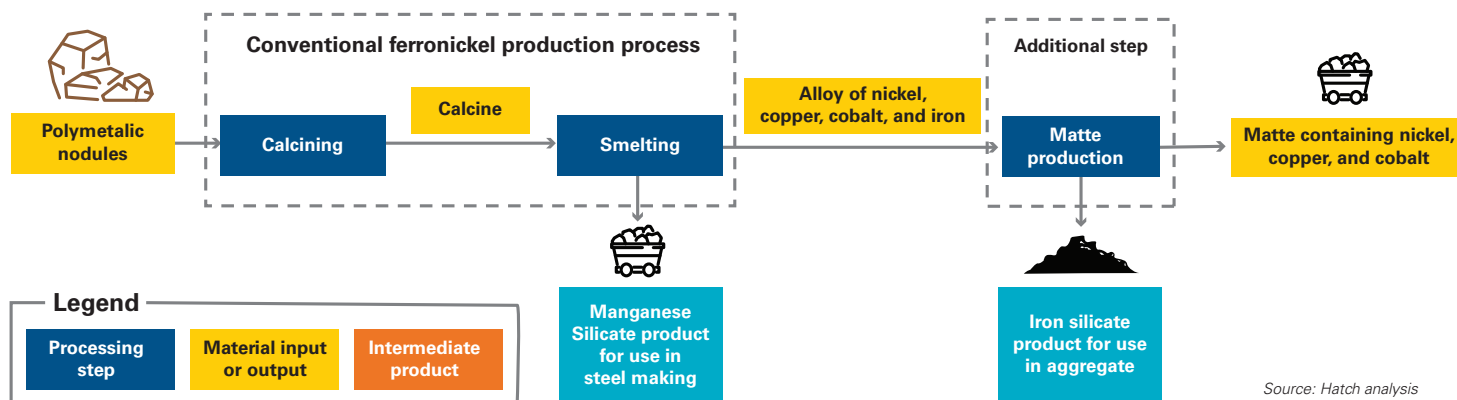 Conventional ferronickel production process
Additional step
Polymetalic
nodules
Calcining
Calcine
Smelting
Alloy of nickel,
copper, cobalt, and iron
Matte
production
Matte containing nickel,
copper, and cobalt
Manganese
Silicate product
for use in
steel making
Iron silicate
product for use
in aggregate
Legend
Processing
step
Material input
or output
Intermediate
product
Source: Hatch analysis